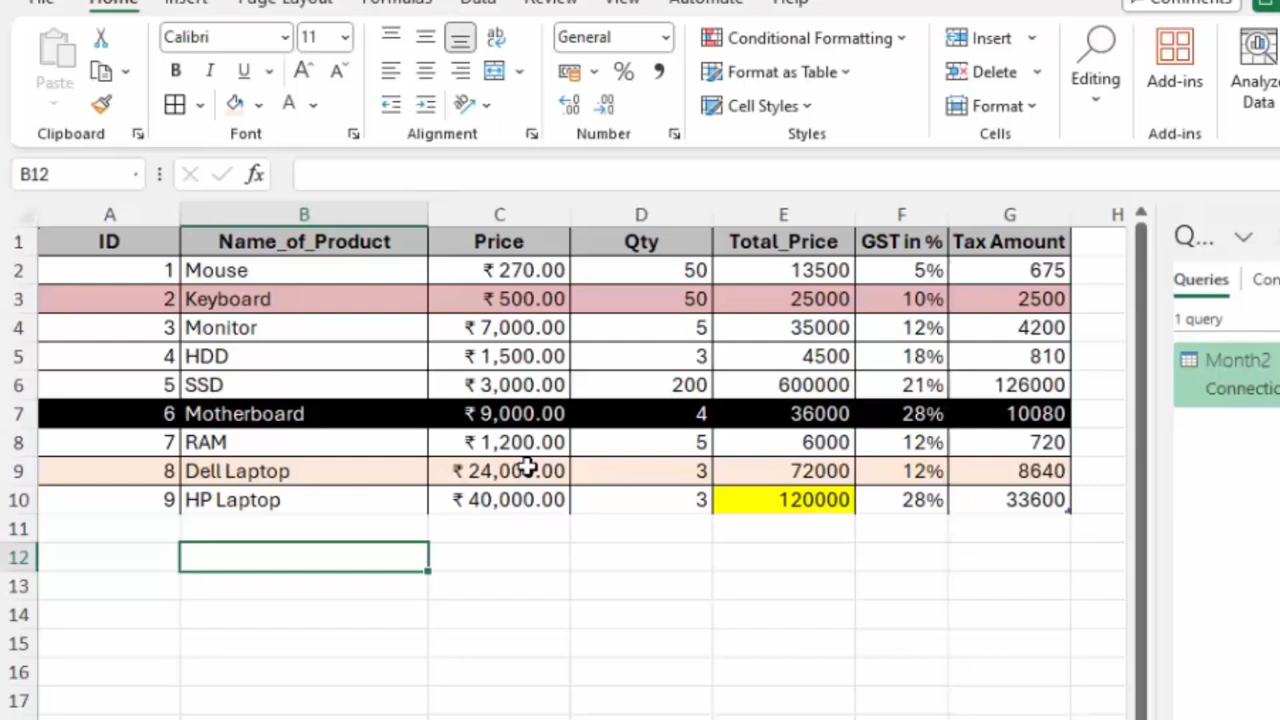 File Home Insert Page Layout Formulas Data Review View Automate Help Comments
Calibri 11 General Conditional Formatting Insert
Paste B I U Format as Table Delete Editing Add-ins Analyze
Cell Styles Format Data
Clipboard Font Alignment Number Styles Cells Add-ins
B12 fx
A B C D E F G H
1 ID Name_of_Product Price Qty Total_Price GST in % Tax Amount
2 1 Mouse ₹ 270.00 50 13500 5% 675
3 2 Keyboard ₹ 500.00 50 25000 10% 2500
4 3 Monitor ₹ 7,000.00 5 35000 12% 4200
5 4 HDD ₹ 1,500.00 3 4500 18% 810
6 5 SSD ₹ 3,000.00 200 600000 21% 126000
7 6 Motherboard ₹ 9,000.00 4 36000 28% 10080
8 7 RAM ₹ 1,200.00 5 6000 12% 720
9 8 Dell Laptop ₹ 24,000.00 3 72000 12% 8640
10 9 HP Laptop ₹ 40,000.00 3 120000 28% 33600
11
12
13
14
15
16
17
Q...
Queries Con
1 query
Month2
Connectio